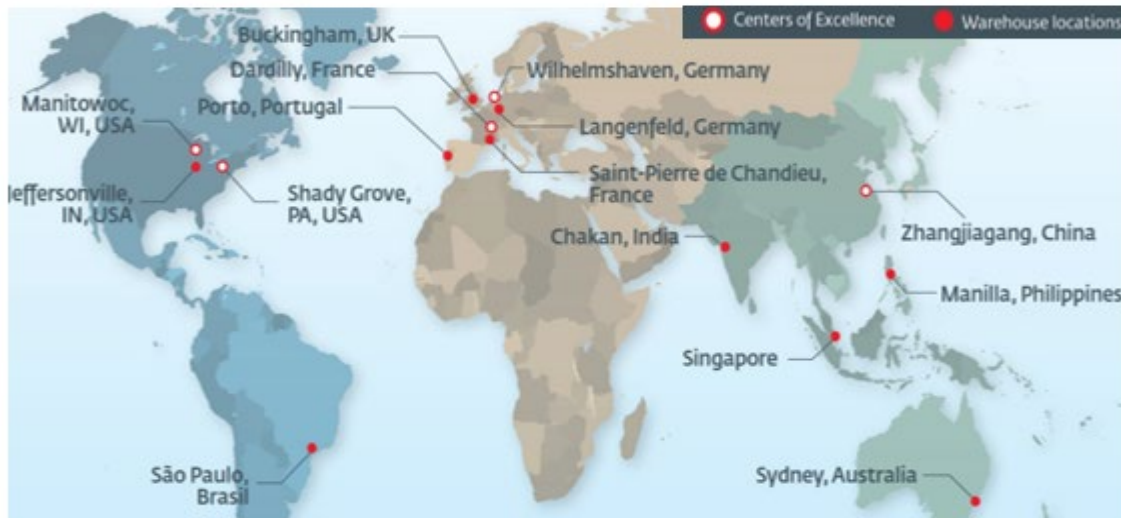 Centers of Excellence
Warehouse locations
Buckingham, UK
Dardilly, France
Wilhelmshaven, Germany
Manitowoc,
WI, USA
Porto, Portugal
Langenfeld, Germany
Jeffersonville,
IN, USA
Shady Grove,
PA, USA
Saint-Pierre de Chandieu,
France
Chakan, India
Zhangjiagang, China
Manilla, Philippines
Singapore
São Paulo,
Brasil
Sydney, Australia